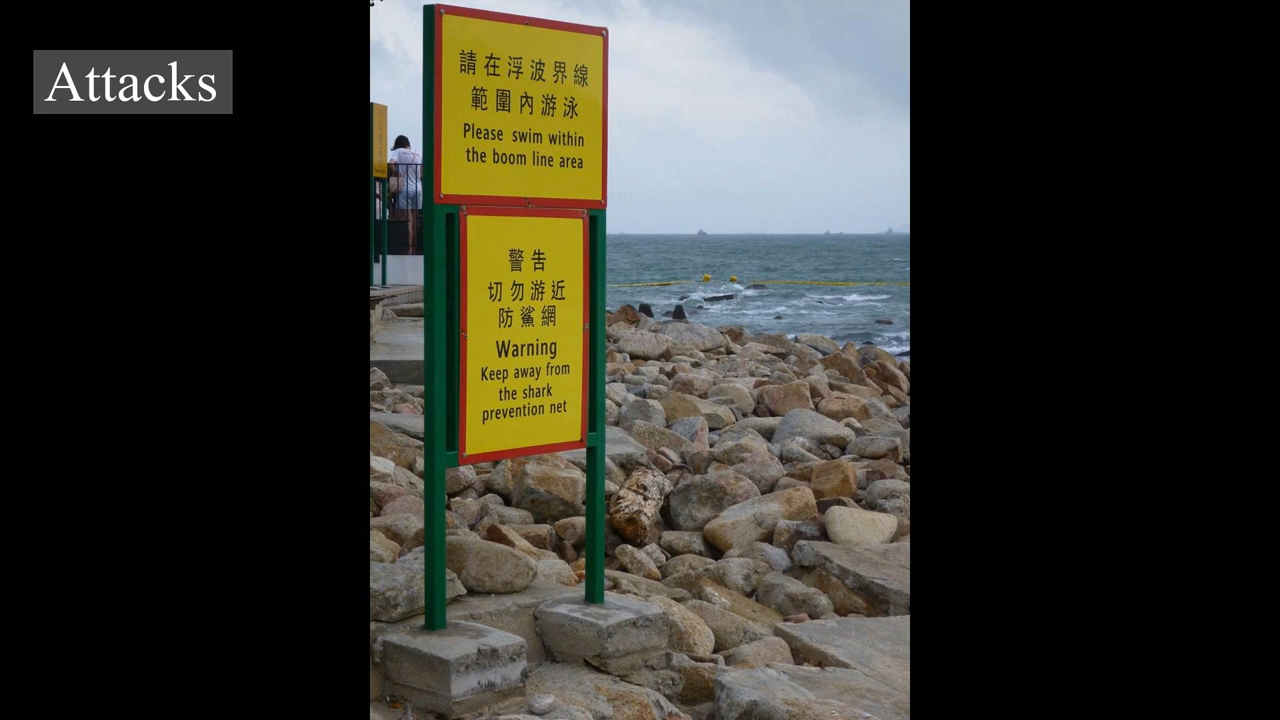 Attacks
請在浮波界線
範圍內游泳
Please swim within
the boom line area
警告
切勿游近
防鯊網
Warning
Keep away from
the shark
prevention net